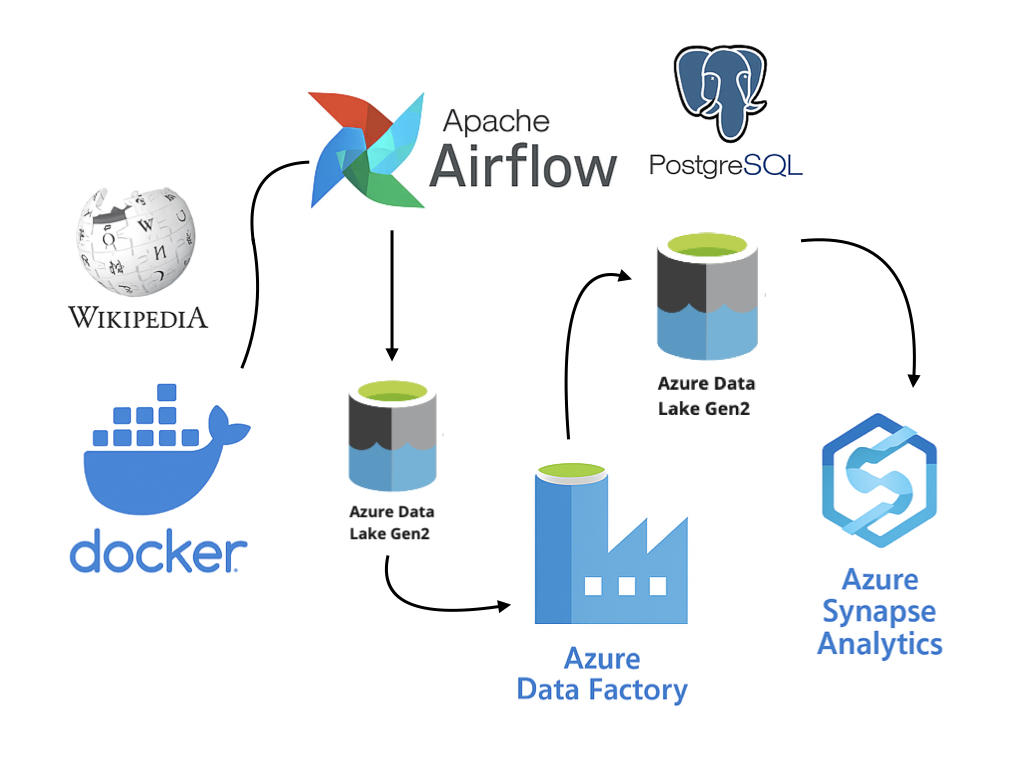 Apache
Airflow
PostgreSQL
WIKIPEDIA
Azure Data
Lake Gen2
docker
Azure Data
Lake Gen2
Azure
Data Factory
Azure
Synapse
Analytics